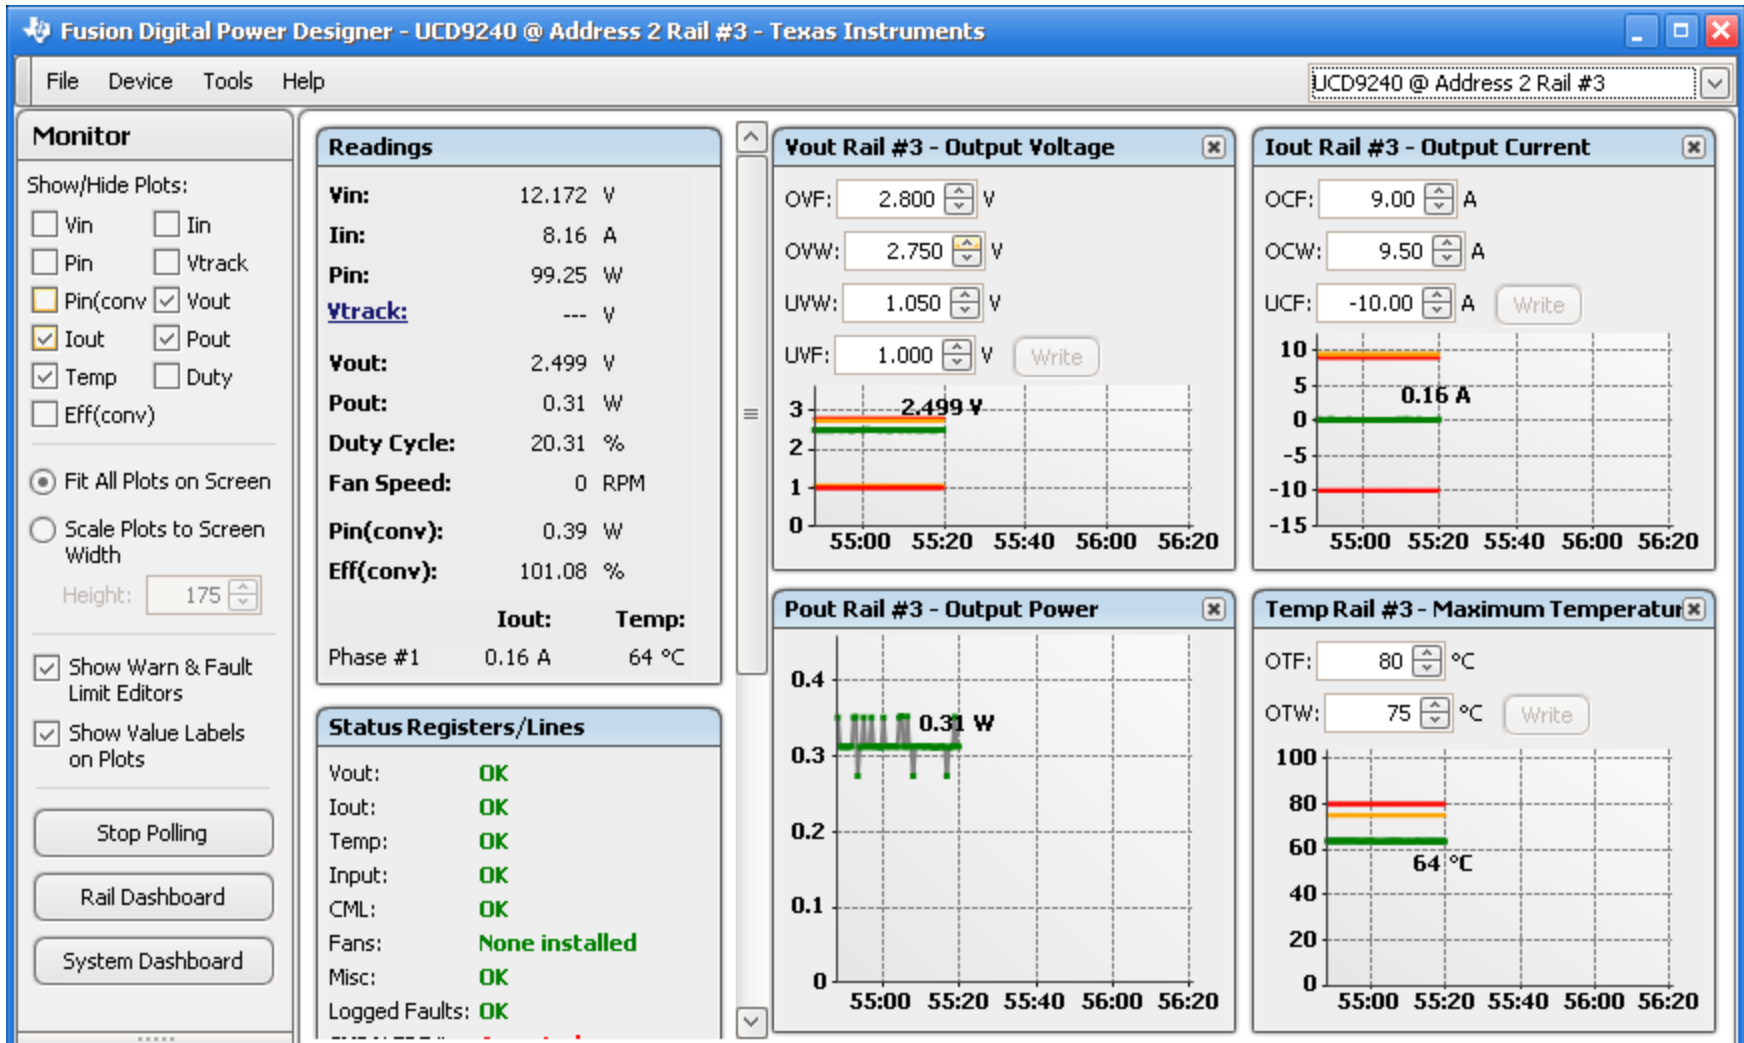 Fusion Digital Power Designer - UCD9240 @ Address 2 Rail #3 - Texas Instruments
File Device Tools Help
UCD9240 @ Address 2 Rail #3
Monitor
Show/Hide Plots:
Vin Iin
Pin Vtrack
Pin(conv Vout
Iout Pout
Temp Duty
Eff(conv)
Fit All Plots on Screen
Scale Plots to Screen
Width
Height: 175
Show Warn & Fault
Limit Editors
Show Value Labels
on Plots
Stop Polling
Rail Dashboard
System Dashboard
Readings
Vin: 12.172 V
Iin: 8.16 A
Pin: 99.25 W
Vtrack: --- V
Vout: 2.499 V
Pout: 0.31 W
Duty Cycle: 20.31 %
Fan Speed: 0 RPM
Pin(conv): 0.39 W
Eff(conv): 101.08 %
Iout: Temp:
Phase #1 0.16 A 64 °C
Status Registers/Lines
Vout: OK
Iout: OK
Temp: OK
Input: OK
CML: OK
Fans: None installed
Misc: OK
Logged Faults: OK
Vout Rail #3 - Output Voltage
OVF: 2.800 V
OVW: 2.750 V
UVW: 1.050 V
UVF: 1.000 V Write
3
2.499 V
2
1
0
55:00 55:20 55:40 56:00 56:20
Iout Rail #3 - Output Current
OCF: 9.00 A
OCW: 9.50 A
UCF: -10.00 A Write
10
5
0.16 A
0
-5
-10
-15
55:00 55:20 55:40 56:00 56:20
Pout Rail #3 - Output Power
0.4
0.31 W
0.3
0.2
0.1
0
55:00 55:20 55:40 56:00 56:20
Temp Rail #3 - Maximum Temperatur
OTF: 80 °C
OTW: 75 °C Write
100
80
60
64 °C
40
20
0
55:00 55:20 55:40 56:00 56:20